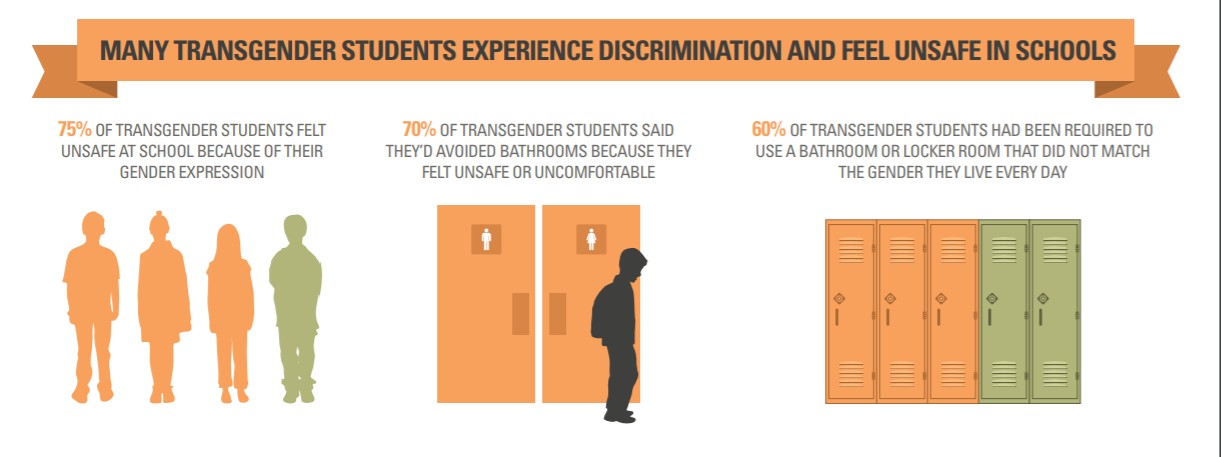 MANY TRANSGENDER STUDENTS EXPERIENCE DISCRIMINATION AND FEEL UNSAFE IN SCHOOLS
75% OF TRANSGENDER STUDENTS FELT
UNSAFE AT SCHOOL BECAUSE OF THEIR
GENDER EXPRESSION
70% OF TRANSGENDER STUDENTS SAID
THEY'D AVOIDED BATHROOMS BECAUSE THEY
FELT UNSAFE OR UNCOMFORTABLE
60% OF TRANSGENDER STUDENTS HAD BEEN REQUIRED TO
USE A BATHROOM OR LOCKER ROOM THAT DID NOT MATCH
THE GENDER THEY LIVE EVERY DAY